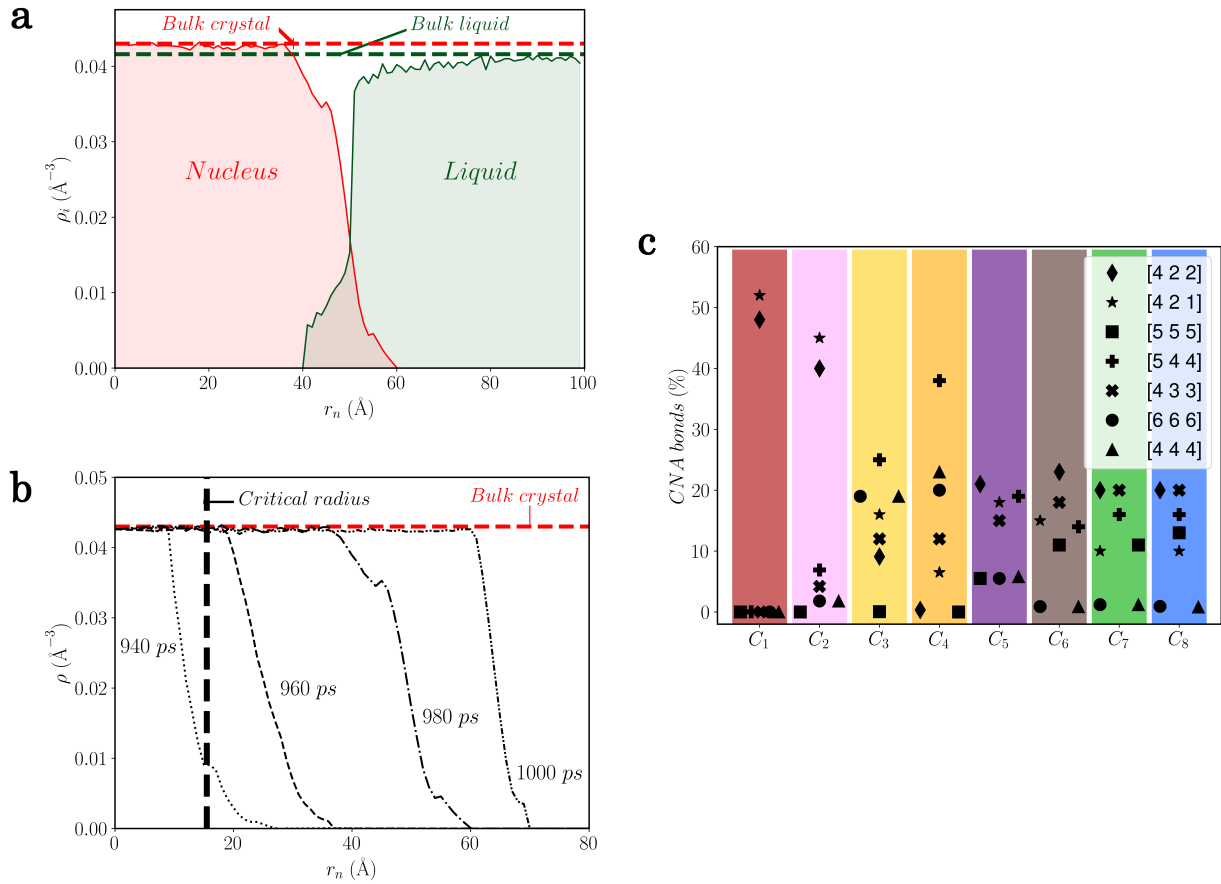 a
Bulk crystal
Bulk liquid
0.04
0.03
0.02
0.01
0.00
ρi (Å−3)
Nucleus
Liquid
0
20
40
60
80
100
rn (Å)
b
0.05
0.04
0.03
0.02
0.01
0.00
ρ (Å−3)
Critical radius
Bulk crystal
940 ps
960 ps
980 ps
1000 ps
0
20
40
60
80
rn (Å)
c
60
50
40
30
20
10
0
CNA bonds (%)
[4 2 2]
[4 2 1]
[5 5 5]
[5 4 4]
[4 3 3]
[6 6 6]
[4 4 4]
C1
C2
C3
C4
C5
C6
C7
C8